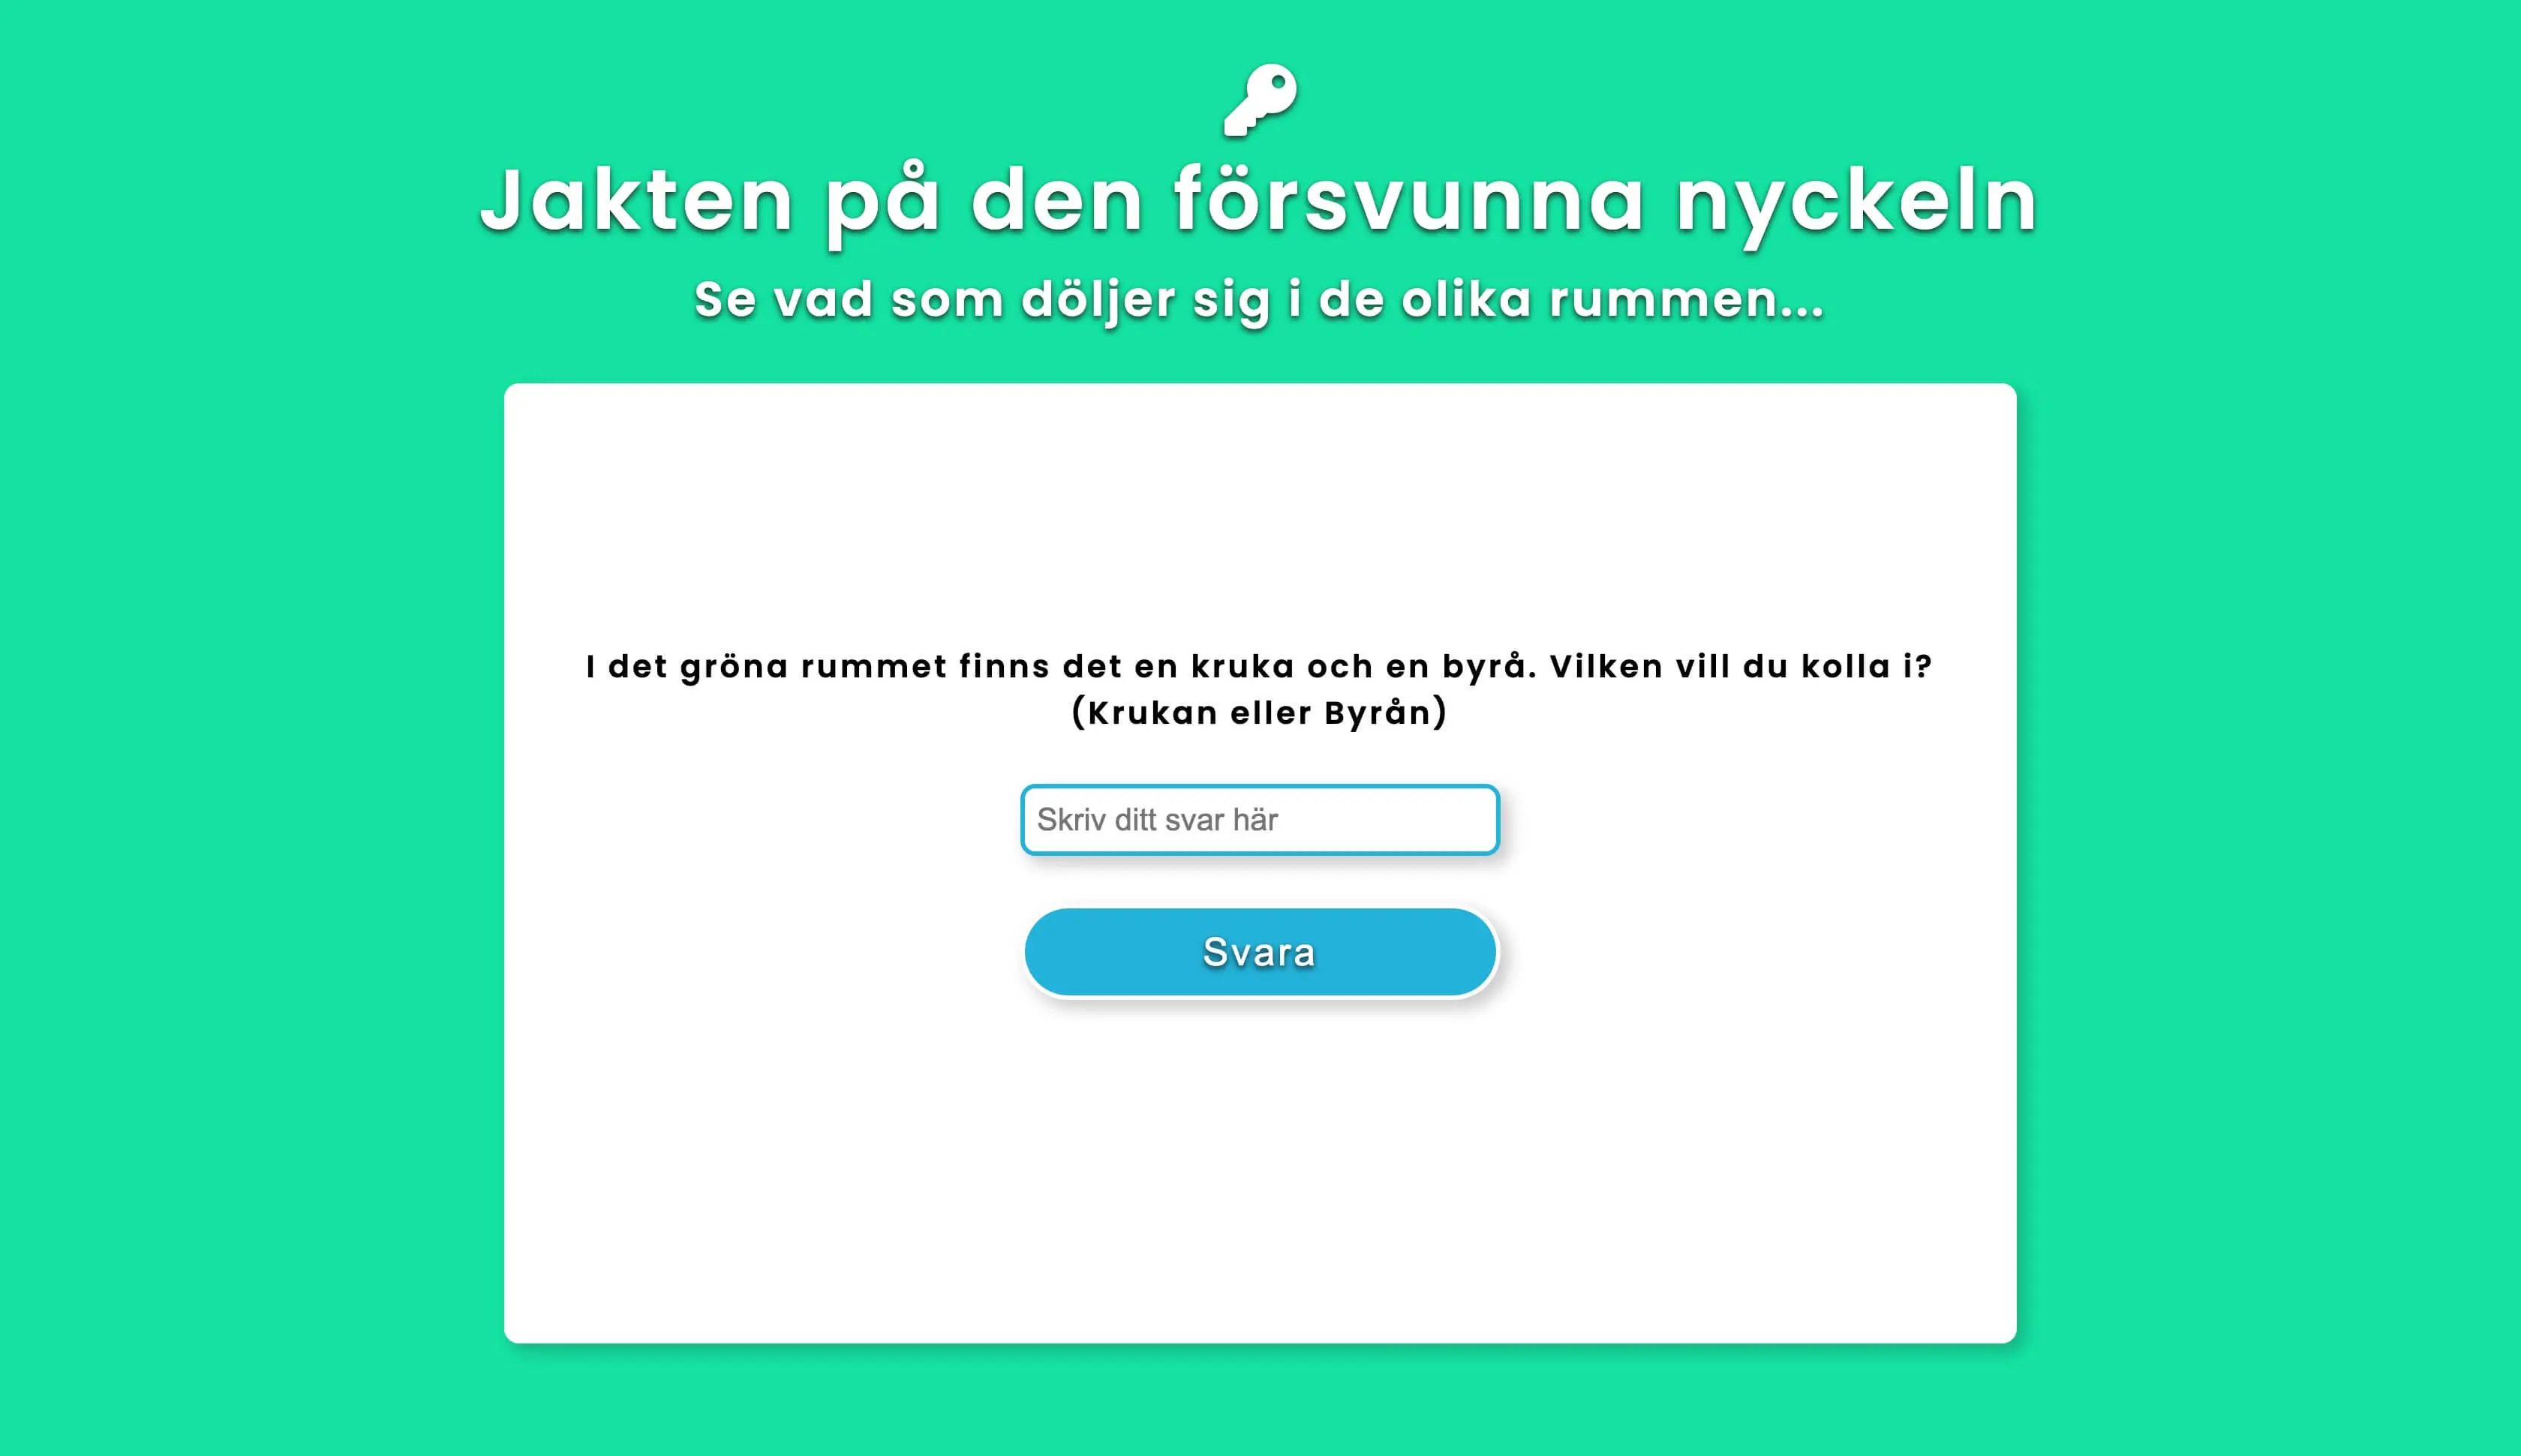 Jakten på den försvunna nyckeln
Se vad som döljer sig i de olika rummen...
I det gröna rummet finns det en kruka och en byrå. Vilken vill du kolla i?
(Krukan eller Byrån)
Skriv ditt svar här
Svara